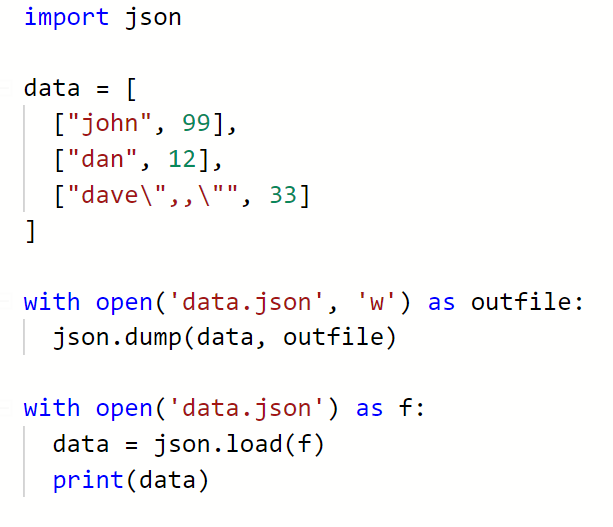 import json
data = [
  ["john", 99],
  ["dan", 12],
  ["dave\",,\"", 33]
]
with open('data.json', 'w') as outfile:
  json.dump(data, outfile)
with open('data.json') as f:
  data = json.load(f)
  print(data)